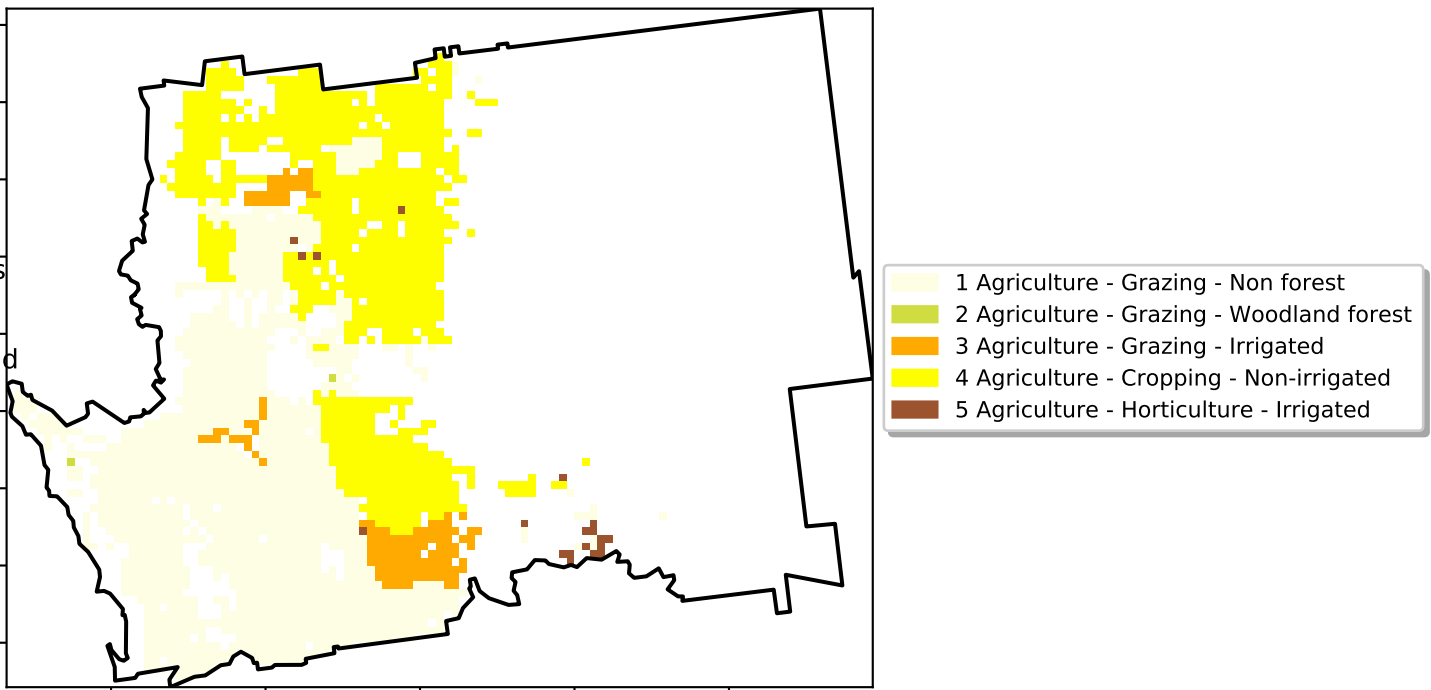 s
d
1 Agriculture - Grazing - Non forest
2 Agriculture - Grazing - Woodland forest
3 Agriculture - Grazing - Irrigated
4 Agriculture - Cropping - Non-irrigated
5 Agriculture - Horticulture - Irrigated